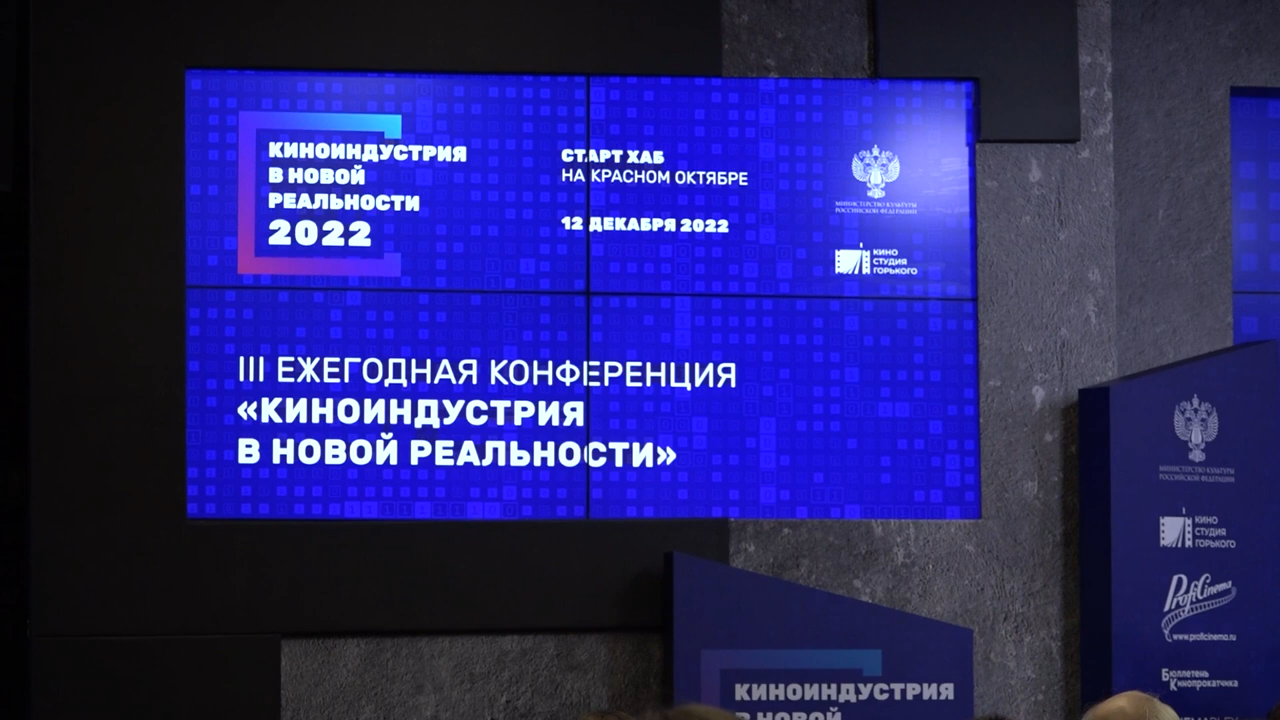 КИНОИНДУСТРИЯ
В НОВОЙ
РЕАЛЬНОСТИ
2022
СТАРТ ХАБ
НА КРАСНОМ ОКТЯБРЕ
12 ДЕКАБРЯ 2022
МИНИСТЕРСТВО КУЛЬТУРЫ
РОССИЙСКОЙ ФЕДЕРАЦИИ
КИНО
СТУДИЯ
ГОРЬКОГО
III ЕЖЕГОДНАЯ КОНФЕРЕНЦИЯ
«КИНОИНДУСТРИЯ
В НОВОЙ РЕАЛЬНОСТИ»
КИНОИНДУСТРИЯ
В НОВОЙ
МИНИСТЕРСТВО КУЛЬТУРЫ
РОССИЙСКОЙ ФЕДЕРАЦИИ
КИНО
СТУДИЯ
ГОРЬКОГО
ProfiCinema
www.proficinema.ru
Бюллетень
Кинопрокатчика